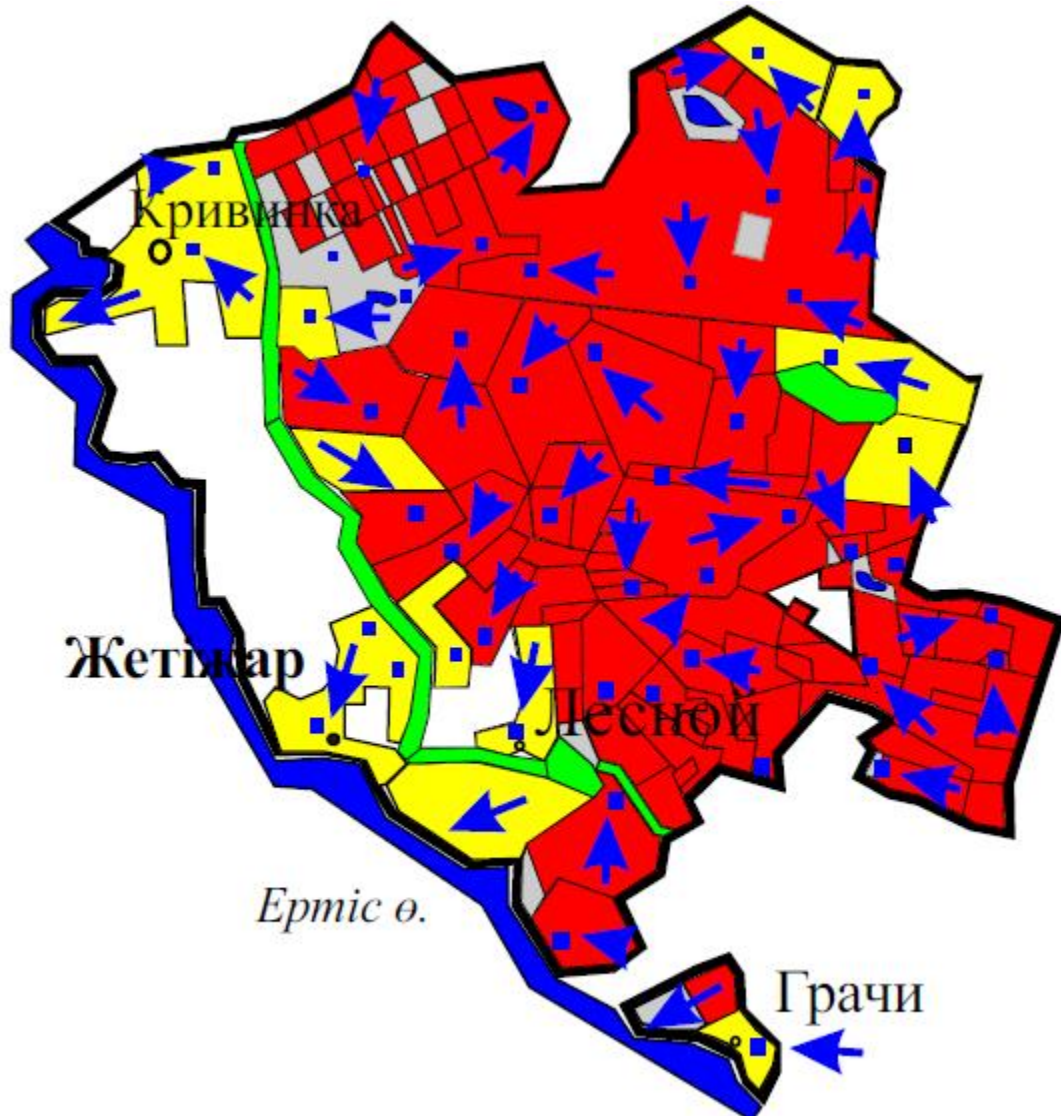 Кривинка
Жетіжар
Лесной
Ертіс ө.
Грачи